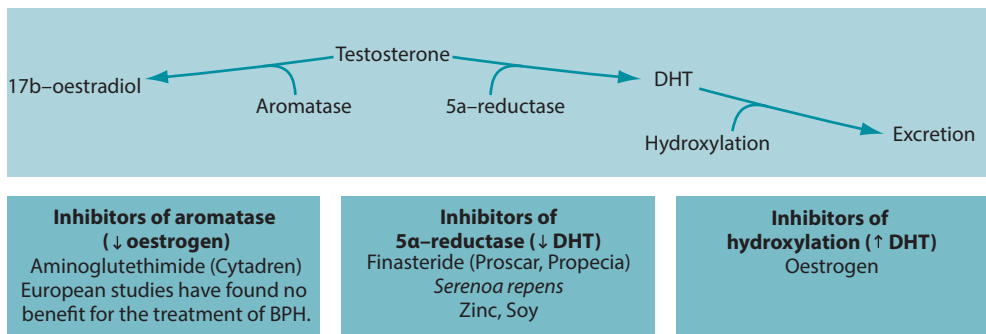 Testosterone
17b–oestradiol
DHT
Aromatase
5a–reductase
Hydroxylation
Excretion
Inhibitors of aromatase
(↓ oestrogen)
Aminoglutethimide (Cytadren)
European studies have found no
benefit for the treatment of BPH.
Inhibitors of
5α–reductase (↓ DHT)
Finasteride (Proscar, Propecia)
Serenoa repens
Zinc, Soy
Inhibitors of
hydroxylation (↑ DHT)
Oestrogen